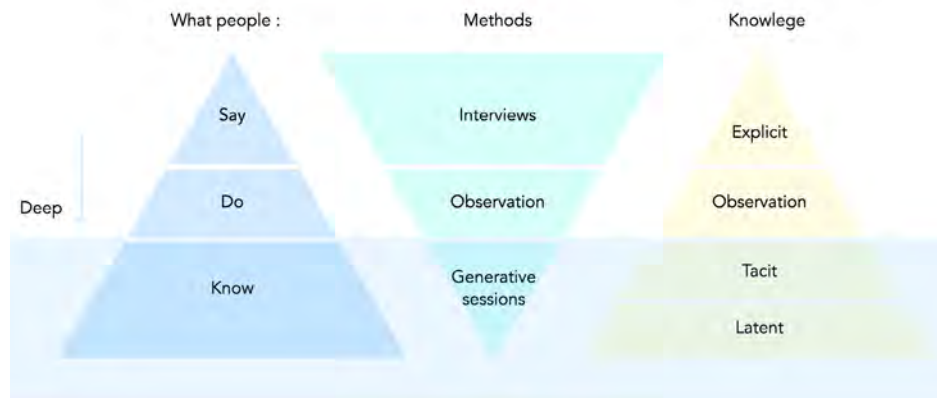 What people :
Methods
Knowlege
Say
Interviews
Explicit
Deep
Do
Observation
Observation
Know
Generative
sessions
Tacit
Latent